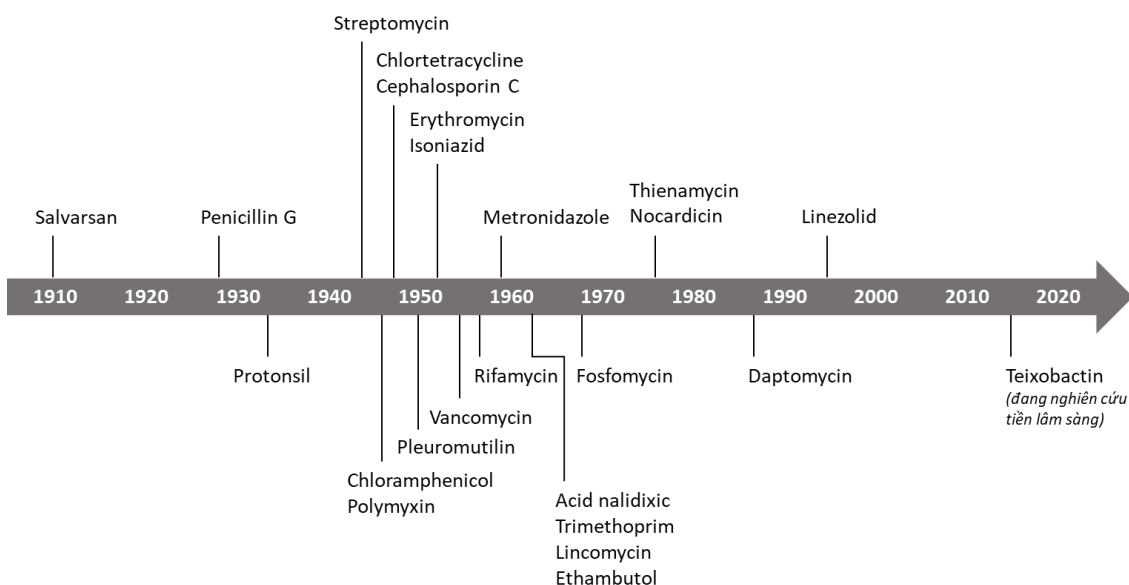 Streptomycin
Chlortetracycline
Cephalosporin C
Erythromycin
Isoniazid
Thienamycin
Nocardicin
Salvarsan
Penicillin G
Metronidazole
Linezolid
1910 1920 1930 1940 1950 1960 1970 1980 1990 2000 2010 2020
Protonsil
Rifamycin
Fosfomycin
Daptomycin
Teixobactin
(đang nghiên cứu
tiền lâm sàng)
Vancomycin
Pleuromutilin
Chloramphenicol
Polymyxin
Acid nalidixic
Trimethoprim
Lincomycin
Ethambutol